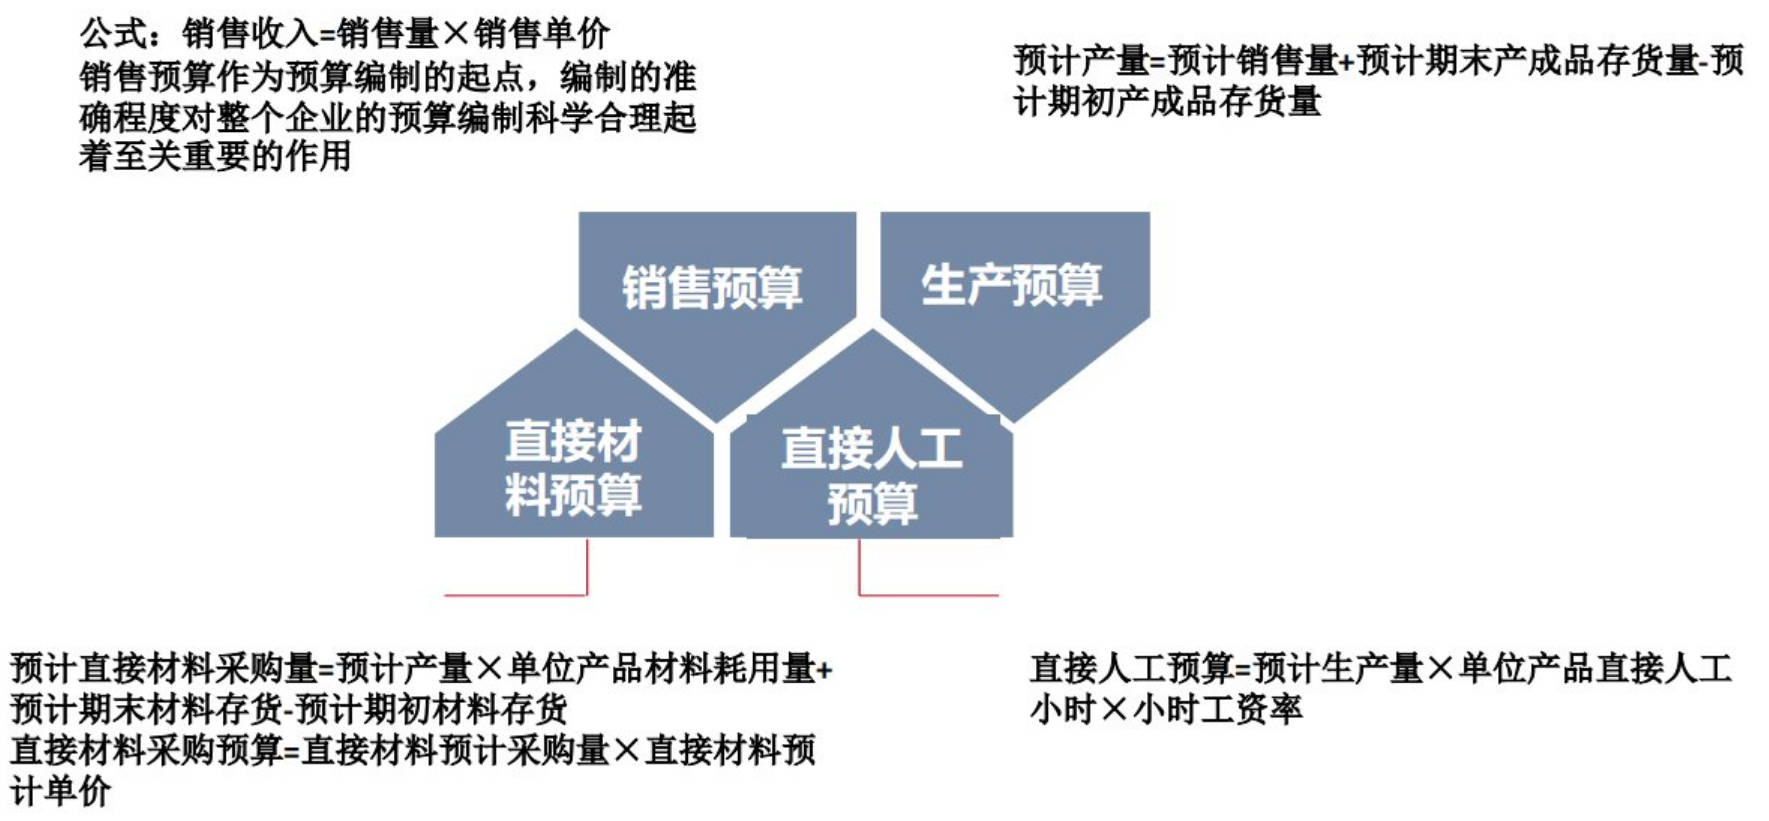 公式：销售收入=销售量×销售单价
销售预算作为预算编制的起点，编制的准
确程度对整个企业的预算编制科学合理起
着至关重要的作用
预计产量=预计销售量+预计期末产成品存货量-预
计期初产成品存货量
销售预算
生产预算
直接材
料预算
直接人工
预算
预计直接材料采购量=预计产量×单位产品材料耗用量+
预计期末材料存货-预计期初材料存货
直接材料采购预算=直接材料预计采购量×直接材料预
计单价
直接人工预算=预计生产量×单位产品直接人工
小时×小时工资率